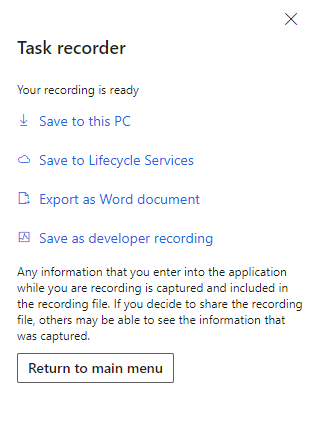 Task recorder
Your recording is ready
Save to this PC
Save to Lifecycle Services
Export as Word document
Save as developer recording
Any information that you enter into the application
while you are recording is captured and included in
the recording file. If you decide to share the recording
file, others may be able to see the information that
was captured.
Return to main menu